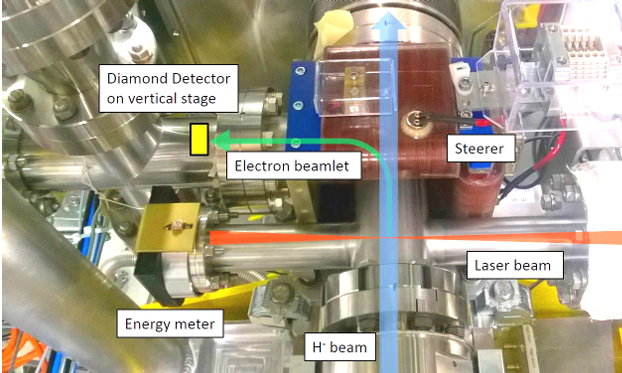 Diamond Detector
on vertical stage
Electron beamlet
Steerer
Laser beam
Energy meter
H- beam